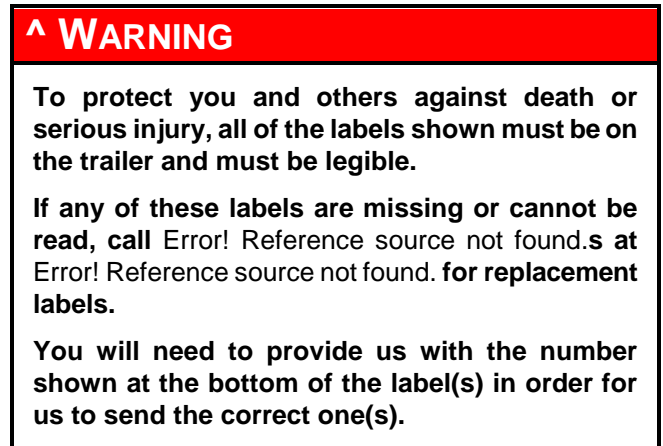 ^ WARNING
To protect you and others against death or
serious injury, all of the labels shown must be on
the trailer and must be legible.
If any of these labels are missing or cannot be
read, call Error! Reference source not found.s at
Error! Reference source not found. for replacement
labels.
You will need to provide us with the number
shown at the bottom of the label(s) in order for
us to send the correct one(s).